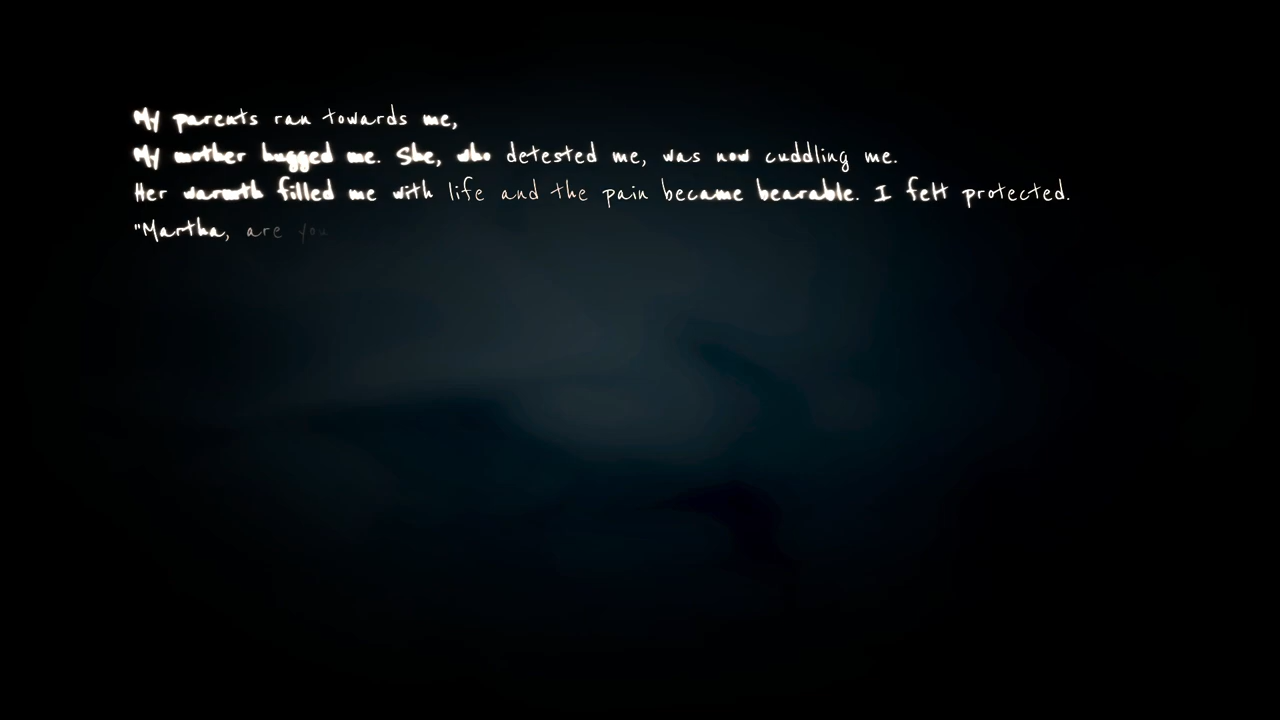 My parents ran towards me,
My mother hugged me. She, who detested me, was now cuddling me.
Her warmth filled me with life and the pain became bearable. I felt protected.
"Martha, are you